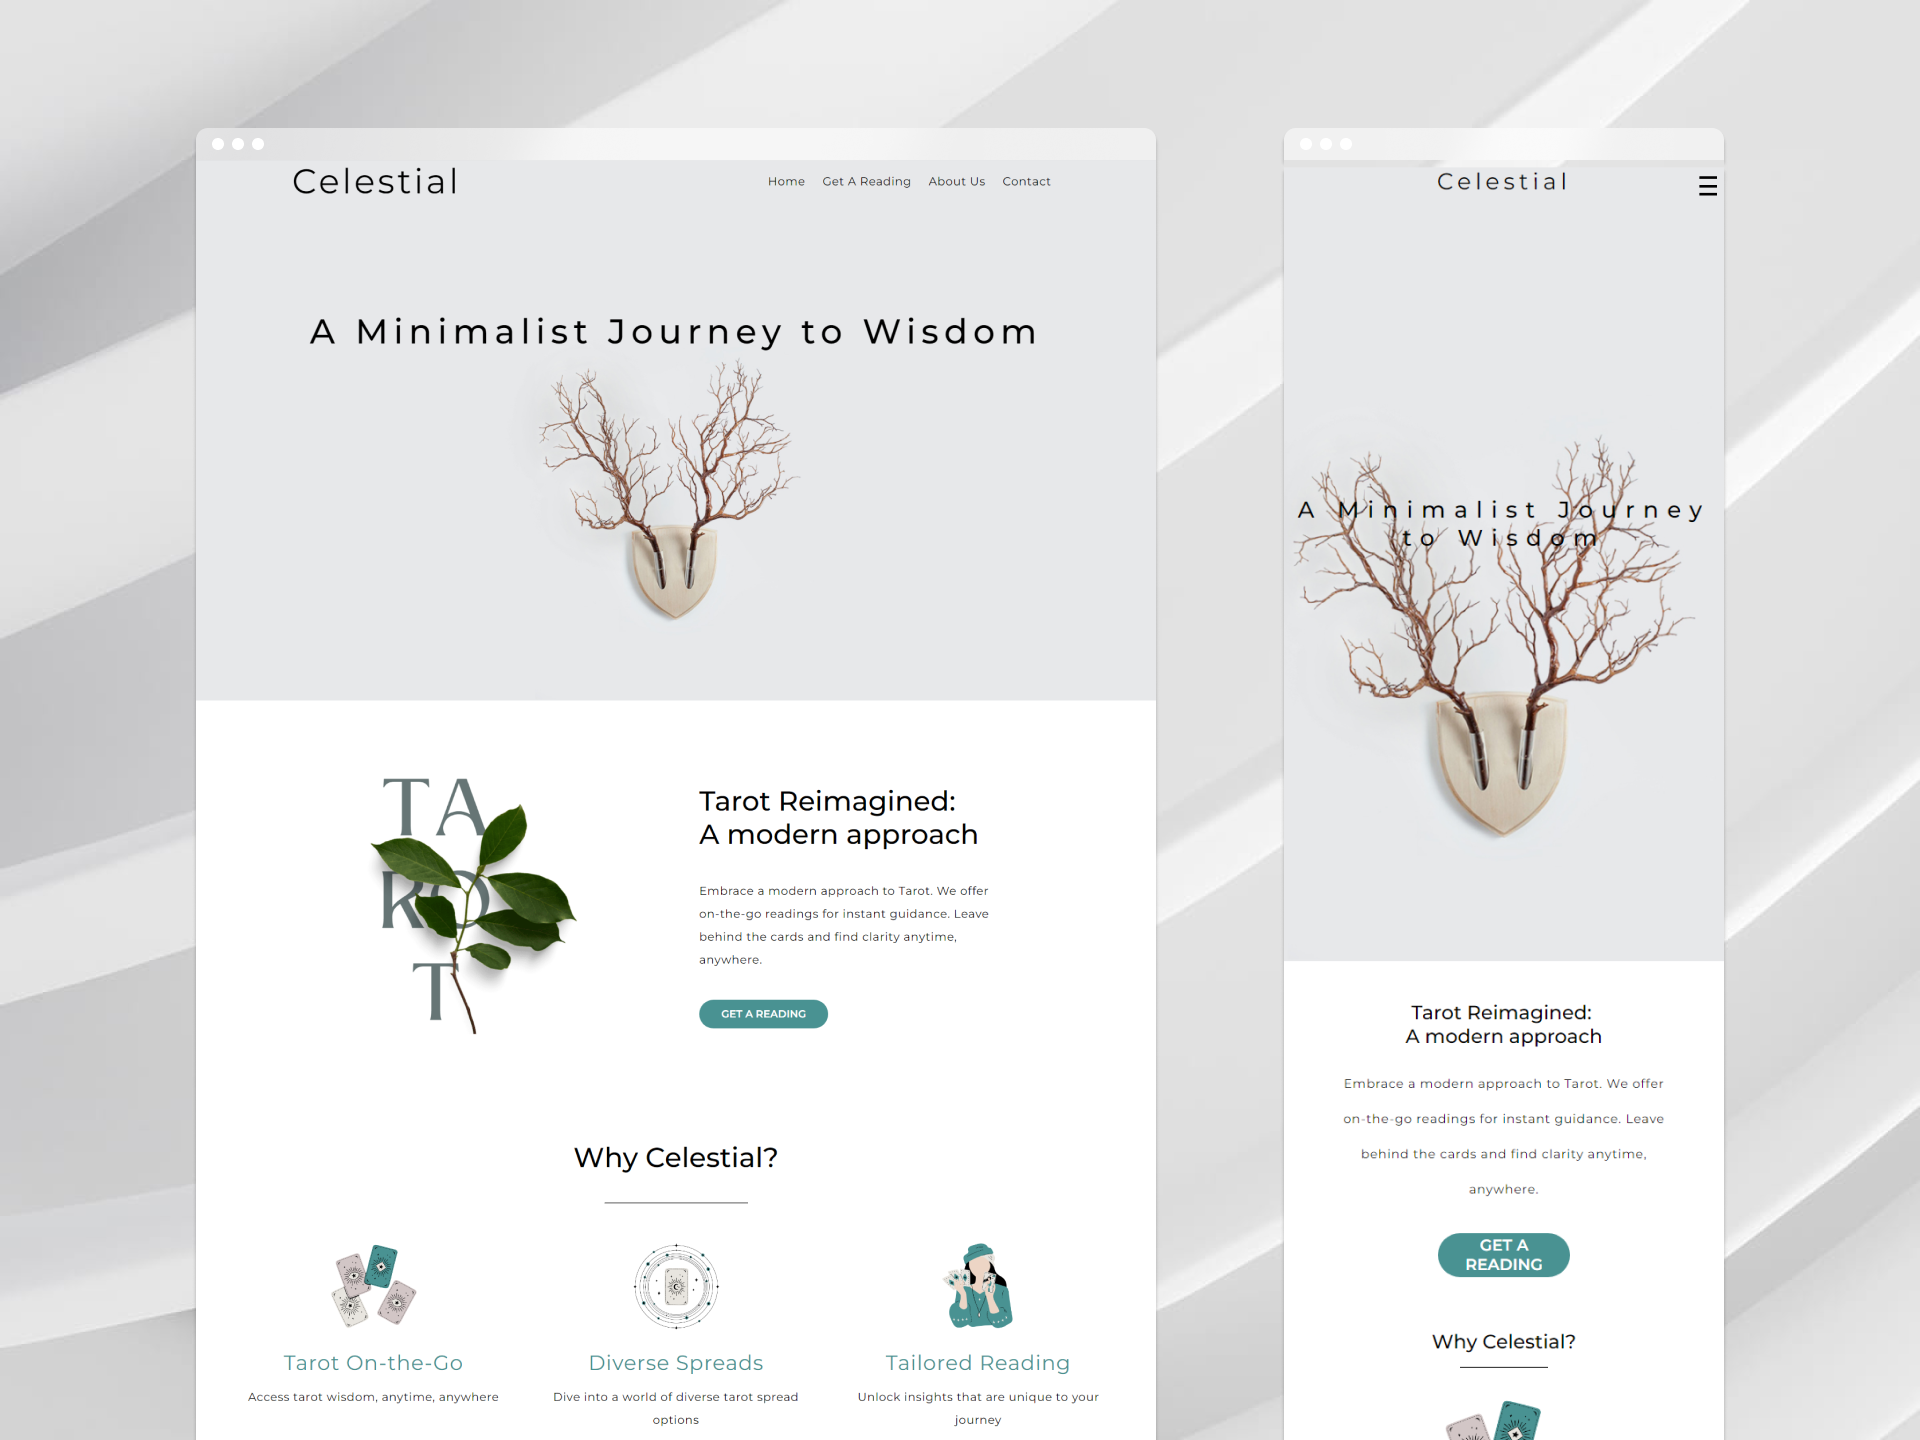 Celestial
Home Get A Reading About Us Contact
A Minimalist Journey to Wisdom
TA
RO
T
Tarot Reimagined:
A modern approach
Embrace a modern approach to Tarot. We offer
on-the-go readings for instant guidance. Leave
behind the cards and find clarity anytime,
anywhere.
GET A READING
Why Celestial?
Tarot On-the-Go
Access tarot wisdom, anytime, anywhere
Diverse Spreads
Dive into a world of diverse tarot spread
options
Tailored Reading
Unlock insights that are unique to your
journey
Celestial
A Minimalist Journey
to Wisdom
Tarot Reimagined:
A modern approach
Embrace a modern approach to Tarot. We offer
on-the-go readings for instant guidance. Leave
behind the cards and find clarity anytime,
anywhere.
GET A
READING
Why Celestial?